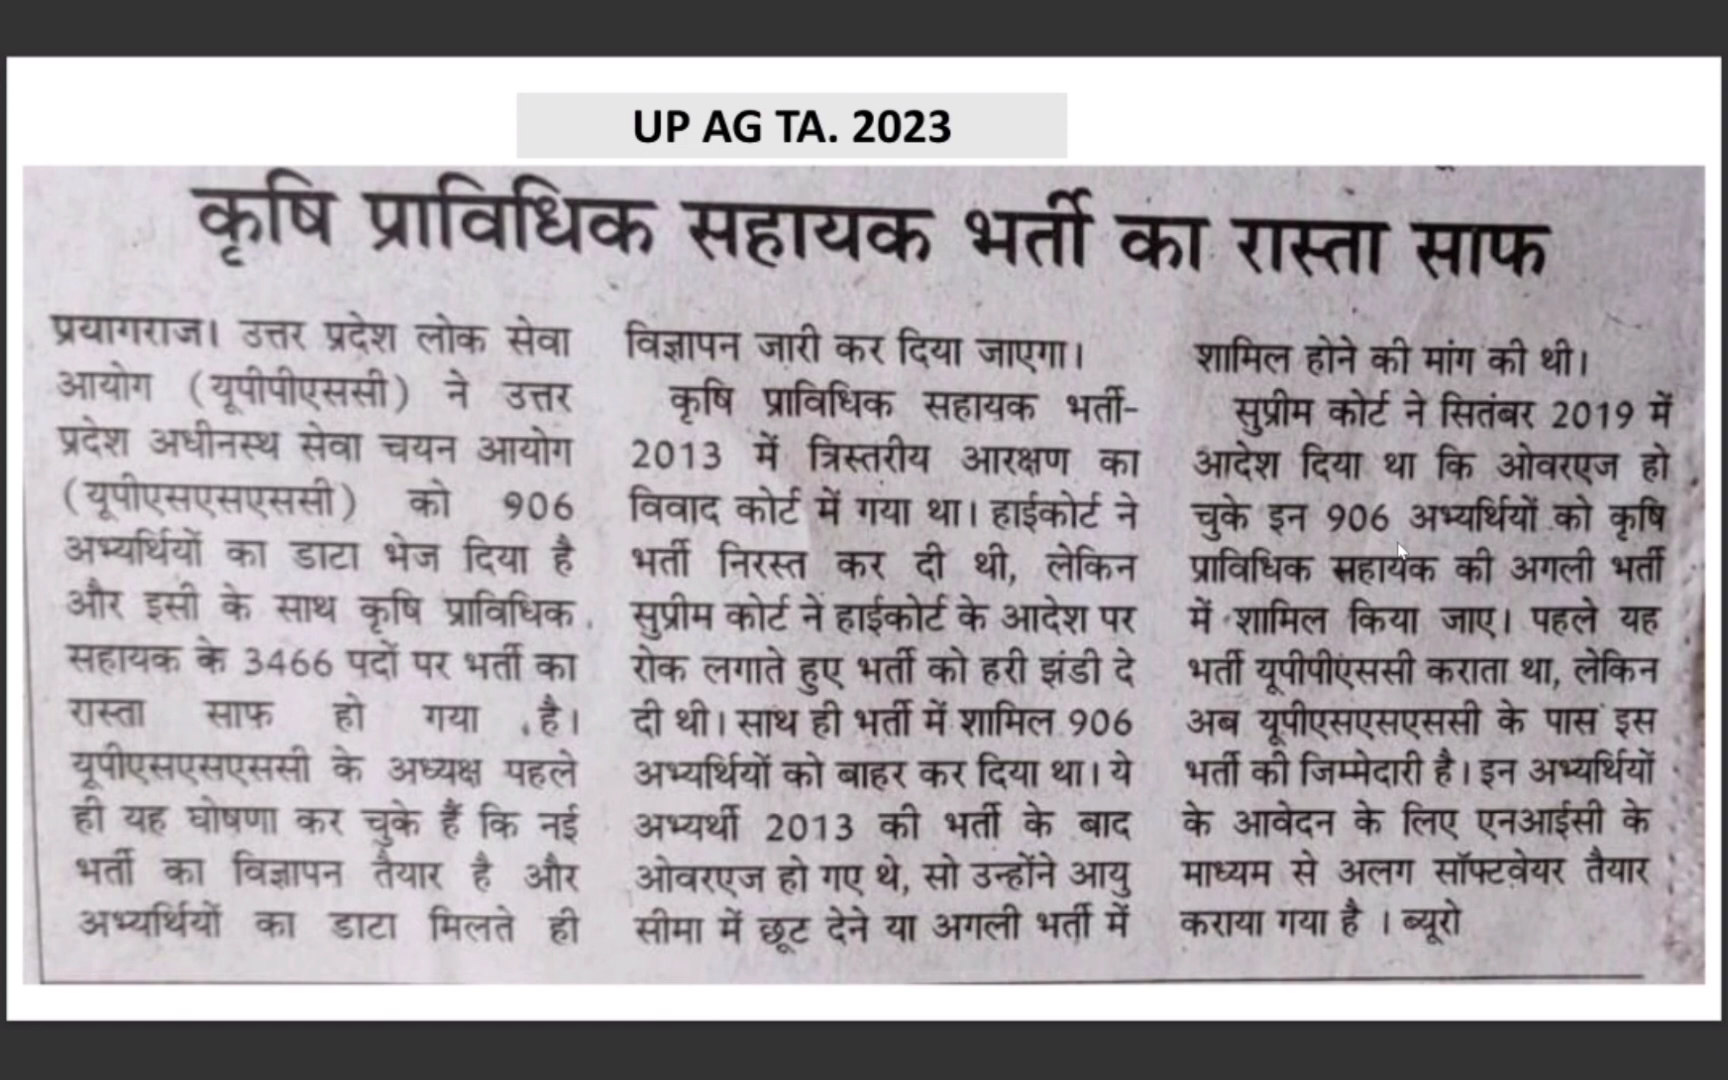 UP AG TA. 2023
कृषि प्राविधिक सहायक भर्ती का रास्ता साफ
प्रयागराज। उत्तर प्रदेश लोक सेवा
आयोग (यूपीपीएससी) ने उत्तर
प्रदेश अधीनस्थ सेवा चयन आयोग
(यूपीएसएसएससी) को 906
अभ्यर्थियों का डाटा भेज दिया है
और इसी के साथ कृषि प्राविधिक
सहायक के 3466 पदों पर भर्ती का
रास्ता साफ हो गया है।
यूपीएसएसएससी के अध्यक्ष पहले
ही यह घोषणा कर चुके हैं कि नई
भर्ती का विज्ञापन तैयार है और
अभ्यर्थियों का डाटा मिलते ही
विज्ञापन जारी कर दिया जाएगा।
कृषि प्राविधिक सहायक भर्ती-
2013 में त्रिस्तरीय आरक्षण का
विवाद कोर्ट में गया था। हाईकोर्ट ने
भर्ती निरस्त कर दी थी, लेकिन
सुप्रीम कोर्ट ने हाईकोर्ट के आदेश पर
रोक लगाते हुए भर्ती को हरी झंडी दे
दी थी। साथ ही भर्ती में शामिल 906
अभ्यर्थियों को बाहर कर दिया था। ये
अभ्यर्थी 2013 की भर्ती के बाद
ओवरएज हो गए थे, सो उन्होंने आयु
सीमा में छूट देने या अगली भर्ती में
शामिल होने की मांग की थी।
सुप्रीम कोर्ट ने सितंबर 2019 में
आदेश दिया था कि ओवरएज हो
चुके इन 906 अभ्यर्थियों को कृषि
प्राविधिक सहायक की अगली भर्ती
में शामिल किया जाए। पहले यह
भर्ती यूपीपीएससी कराता था, लेकिन
अब यूपीएसएसएससी के पास इस
भर्ती की जिम्मेदारी है। इन अभ्यर्थियों
के आवेदन के लिए एनआईसी के
माध्यम से अलग सॉफ्टवेयर तैयार
कराया गया है । ब्यूरो